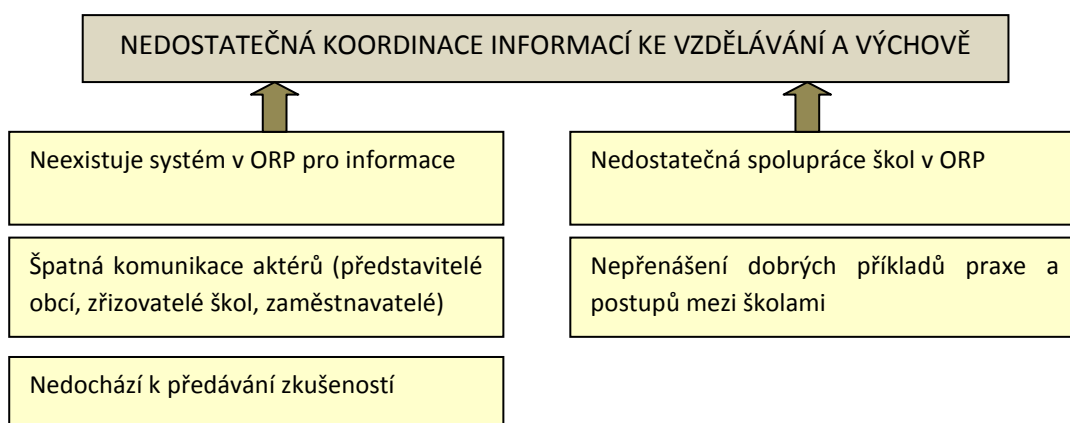 NEDOSTATEČNÁ KOORDINACE INFORMACÍ KE VZDĚLÁVÁNÍ A VÝCHOVĚ
Neexistuje systém v ORP pro informace
Špatná komunikace aktérů (představitelé
obcí, zřizovatelé škol, zaměstnavatelé)
Nedochází k předávání zkušeností
Nedostatečná spolupráce škol v ORP
Nepřenášení dobrých příkladů praxe a
postupů mezi školami